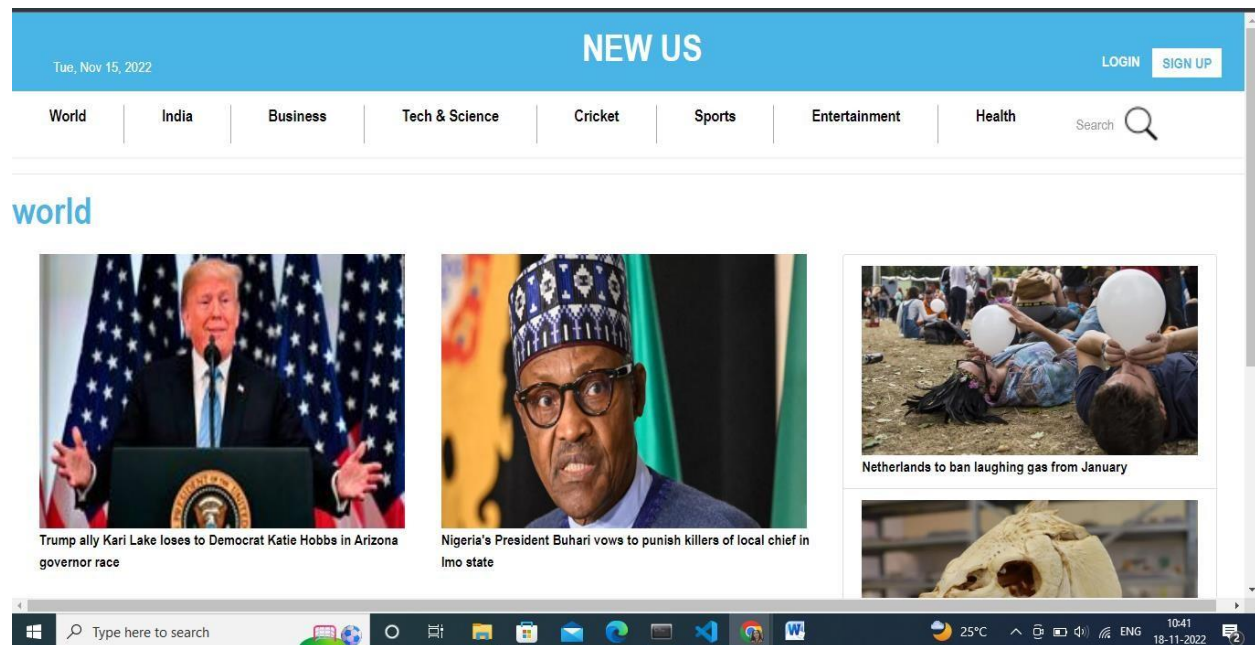 NEW US
Tue, Nov 15, 2022
LOGIN SIGN UP
World India Business Tech & Science Cricket Sports Entertainment Health Search
world
Trump ally Kari Lake loses to Democrat Katie Hobbs in Arizona
governor race
Nigeria's President Buhari vows to punish killers of local chief in
Imo state
Netherlands to ban laughing gas from January
Type here to search
25°C ENG
10:41
18-11-2022
2